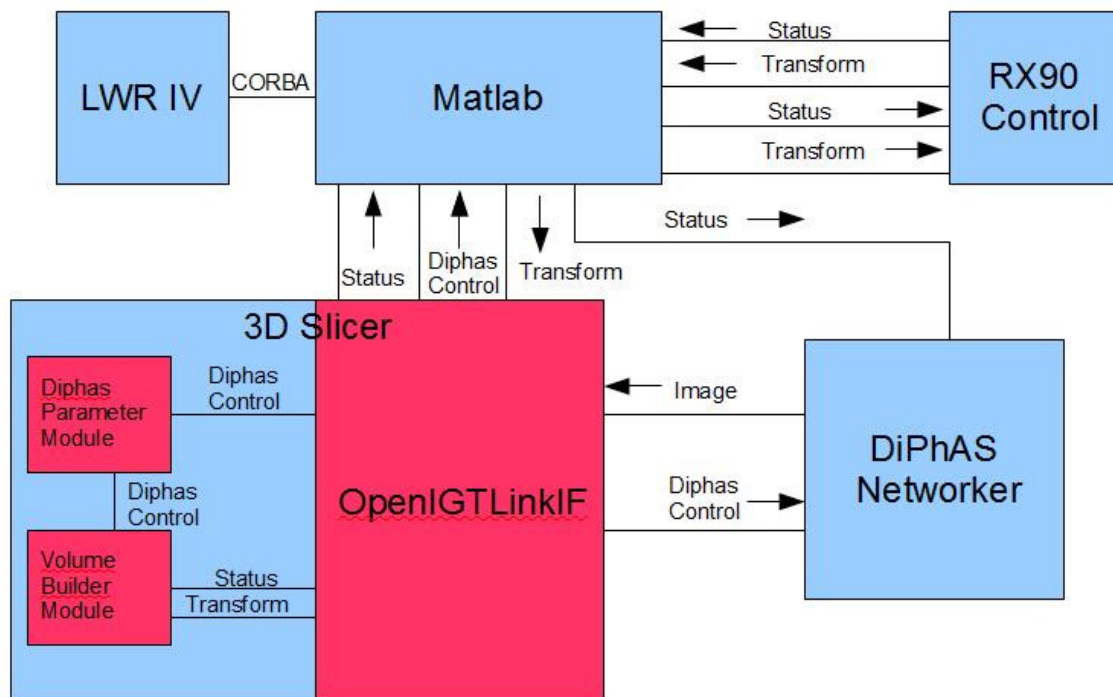 LWR IV
CORBA
Matlab
Status
Transform
Status
Transform
RX90
Control
Status
Diphas
Control
Transform
Status
3D Slicer
Diphas
Parameter
Module
Diphas
Control
Diphas
Control
Volume
Builder
Module
Status
Transform
OpenIGTLinkIF
Image
Diphas
Control
DiPhAS
Networker